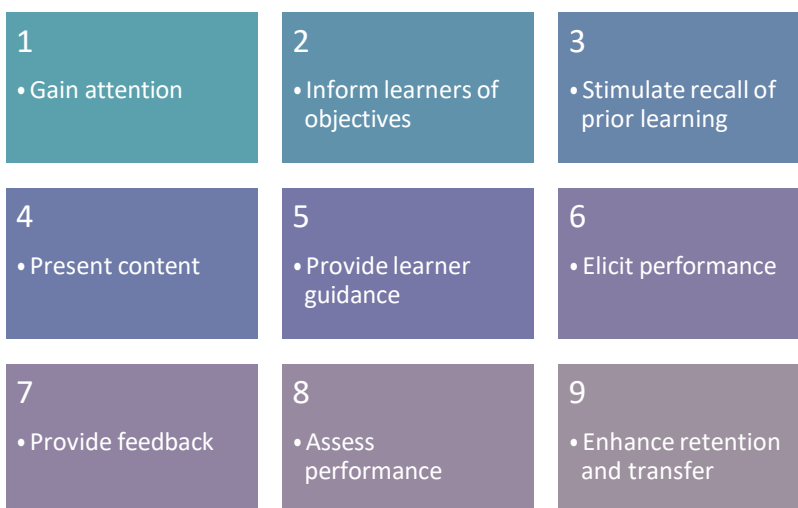 1
• Gain attention
2
• Inform learners of
objectives
3
• Stimulate recall of
prior learning
4
• Present content
5
• Provide learner
guidance
6
• Elicit performance
7
• Provide feedback
8
• Assess
performance
9
• Enhance retention
and transfer